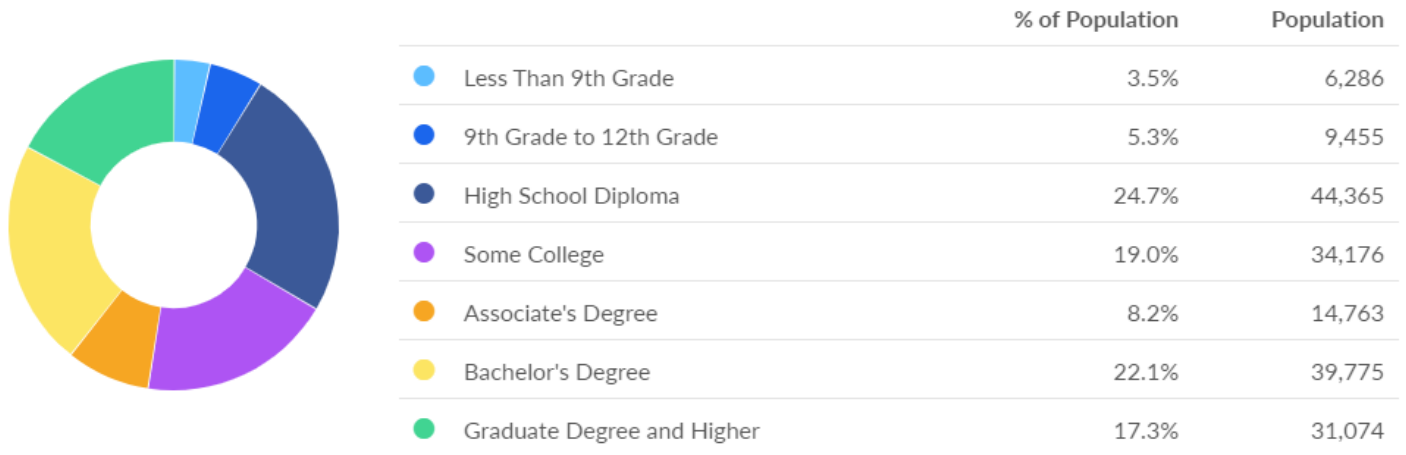 % of Population Population
Less Than 9th Grade 3.5% 6,286
9th Grade to 12th Grade 5.3% 9,455
High School Diploma 24.7% 44,365
Some College 19.0% 34,176
Associate's Degree 8.2% 14,763
Bachelor's Degree 22.1% 39,775
Graduate Degree and Higher 17.3% 31,074